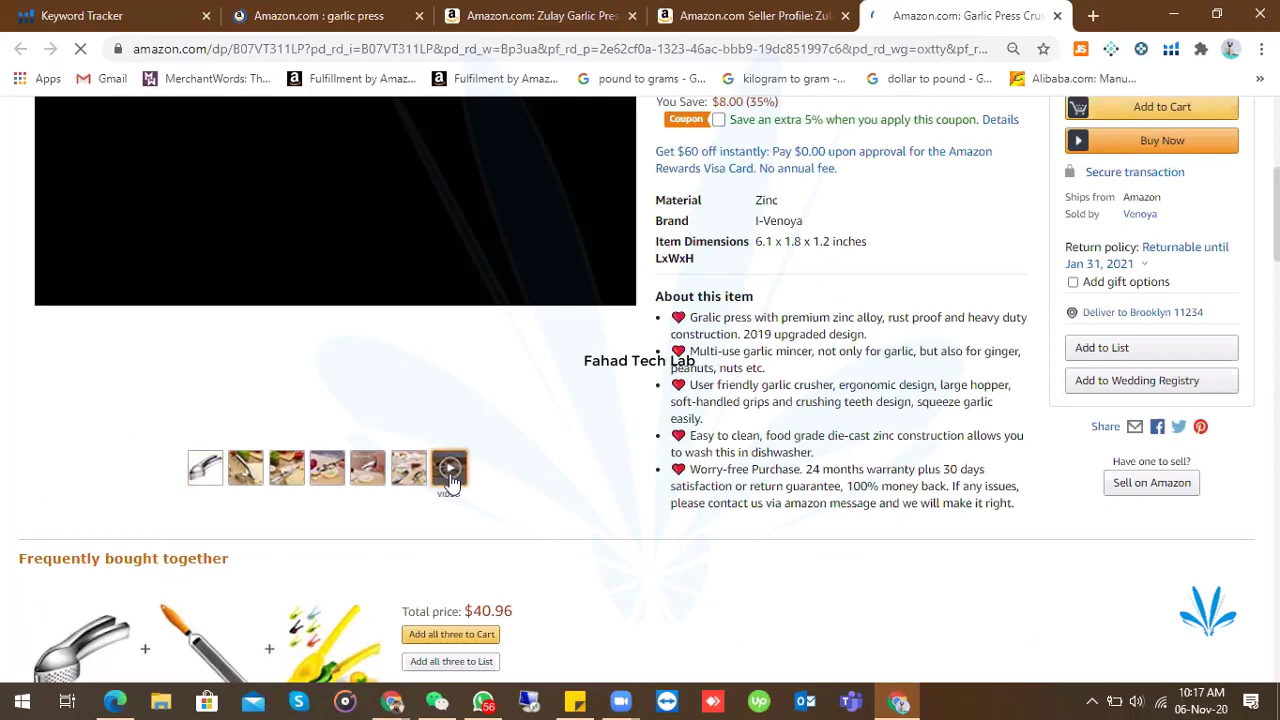 Keyword Tracker
Amazon.com : garlic press
Amazon.com: Zulay Garlic Pres
Amazon.com Seller Profile: Zul
Amazon.com: Garlic Press Crus
amazon.com/dp/B07VT311LP?pd_rd_i=B07VT311LP&pd_rd_w=Bp3ua&pf_rd_p=2e62cf0a-1323-46ac-bbb9-19dc851997c6&pd_rd_wg=oxtty&pf_r...
Apps
Gmail
MerchantWords: Th...
Fulfillment by Amaz...
Fulfilment by Amaz...
pound to grams - G...
kilogram to gram -...
dollar to pound - G...
Alibaba.com: Manu...
You Save: $8.00 (35%)
Coupon Save an extra 5% when you apply this coupon. Details
Get $60 off instantly: Pay $0.00 upon approval for the Amazon
Rewards Visa Card. No annual fee.
Material Zinc
Brand I-Venoya
Item Dimensions 6.1 x 1.8 x 1.2 inches
LxWxH
About this item
Gralic press with premium zinc alloy, rust proof and heavy duty
construction. 2019 upgraded design.
Multi-use garlic mincer, not only for garlic, but also for ginger,
peanuts, nuts etc.
User friendly garlic crusher, ergonomic design, large hopper,
soft-handled grips and crushing teeth design, squeeze garlic
easily.
Easy to clean, food grade die-cast zinc construction allows you
to wash this in dishwasher.
Worry-free Purchase. 24 months warranty plus 30 days
satisfaction or return guarantee, 100% money back. If any issues,
please contact us via amazon message and we will make it right.
Fahad Tech Lab
Add to Cart
Buy Now
Secure transaction
Ships from Amazon
Sold by Venoya
Return policy: Returnable until
Jan 31, 2021
Add gift options
Deliver to Brooklyn 11234
Add to List
Add to Wedding Registry
Share
Have one to sell?
Sell on Amazon
VIDEO
Frequently bought together
Total price: $40.96
Add all three to Cart
Add all three to List
56
10:17 AM
06-Nov-20